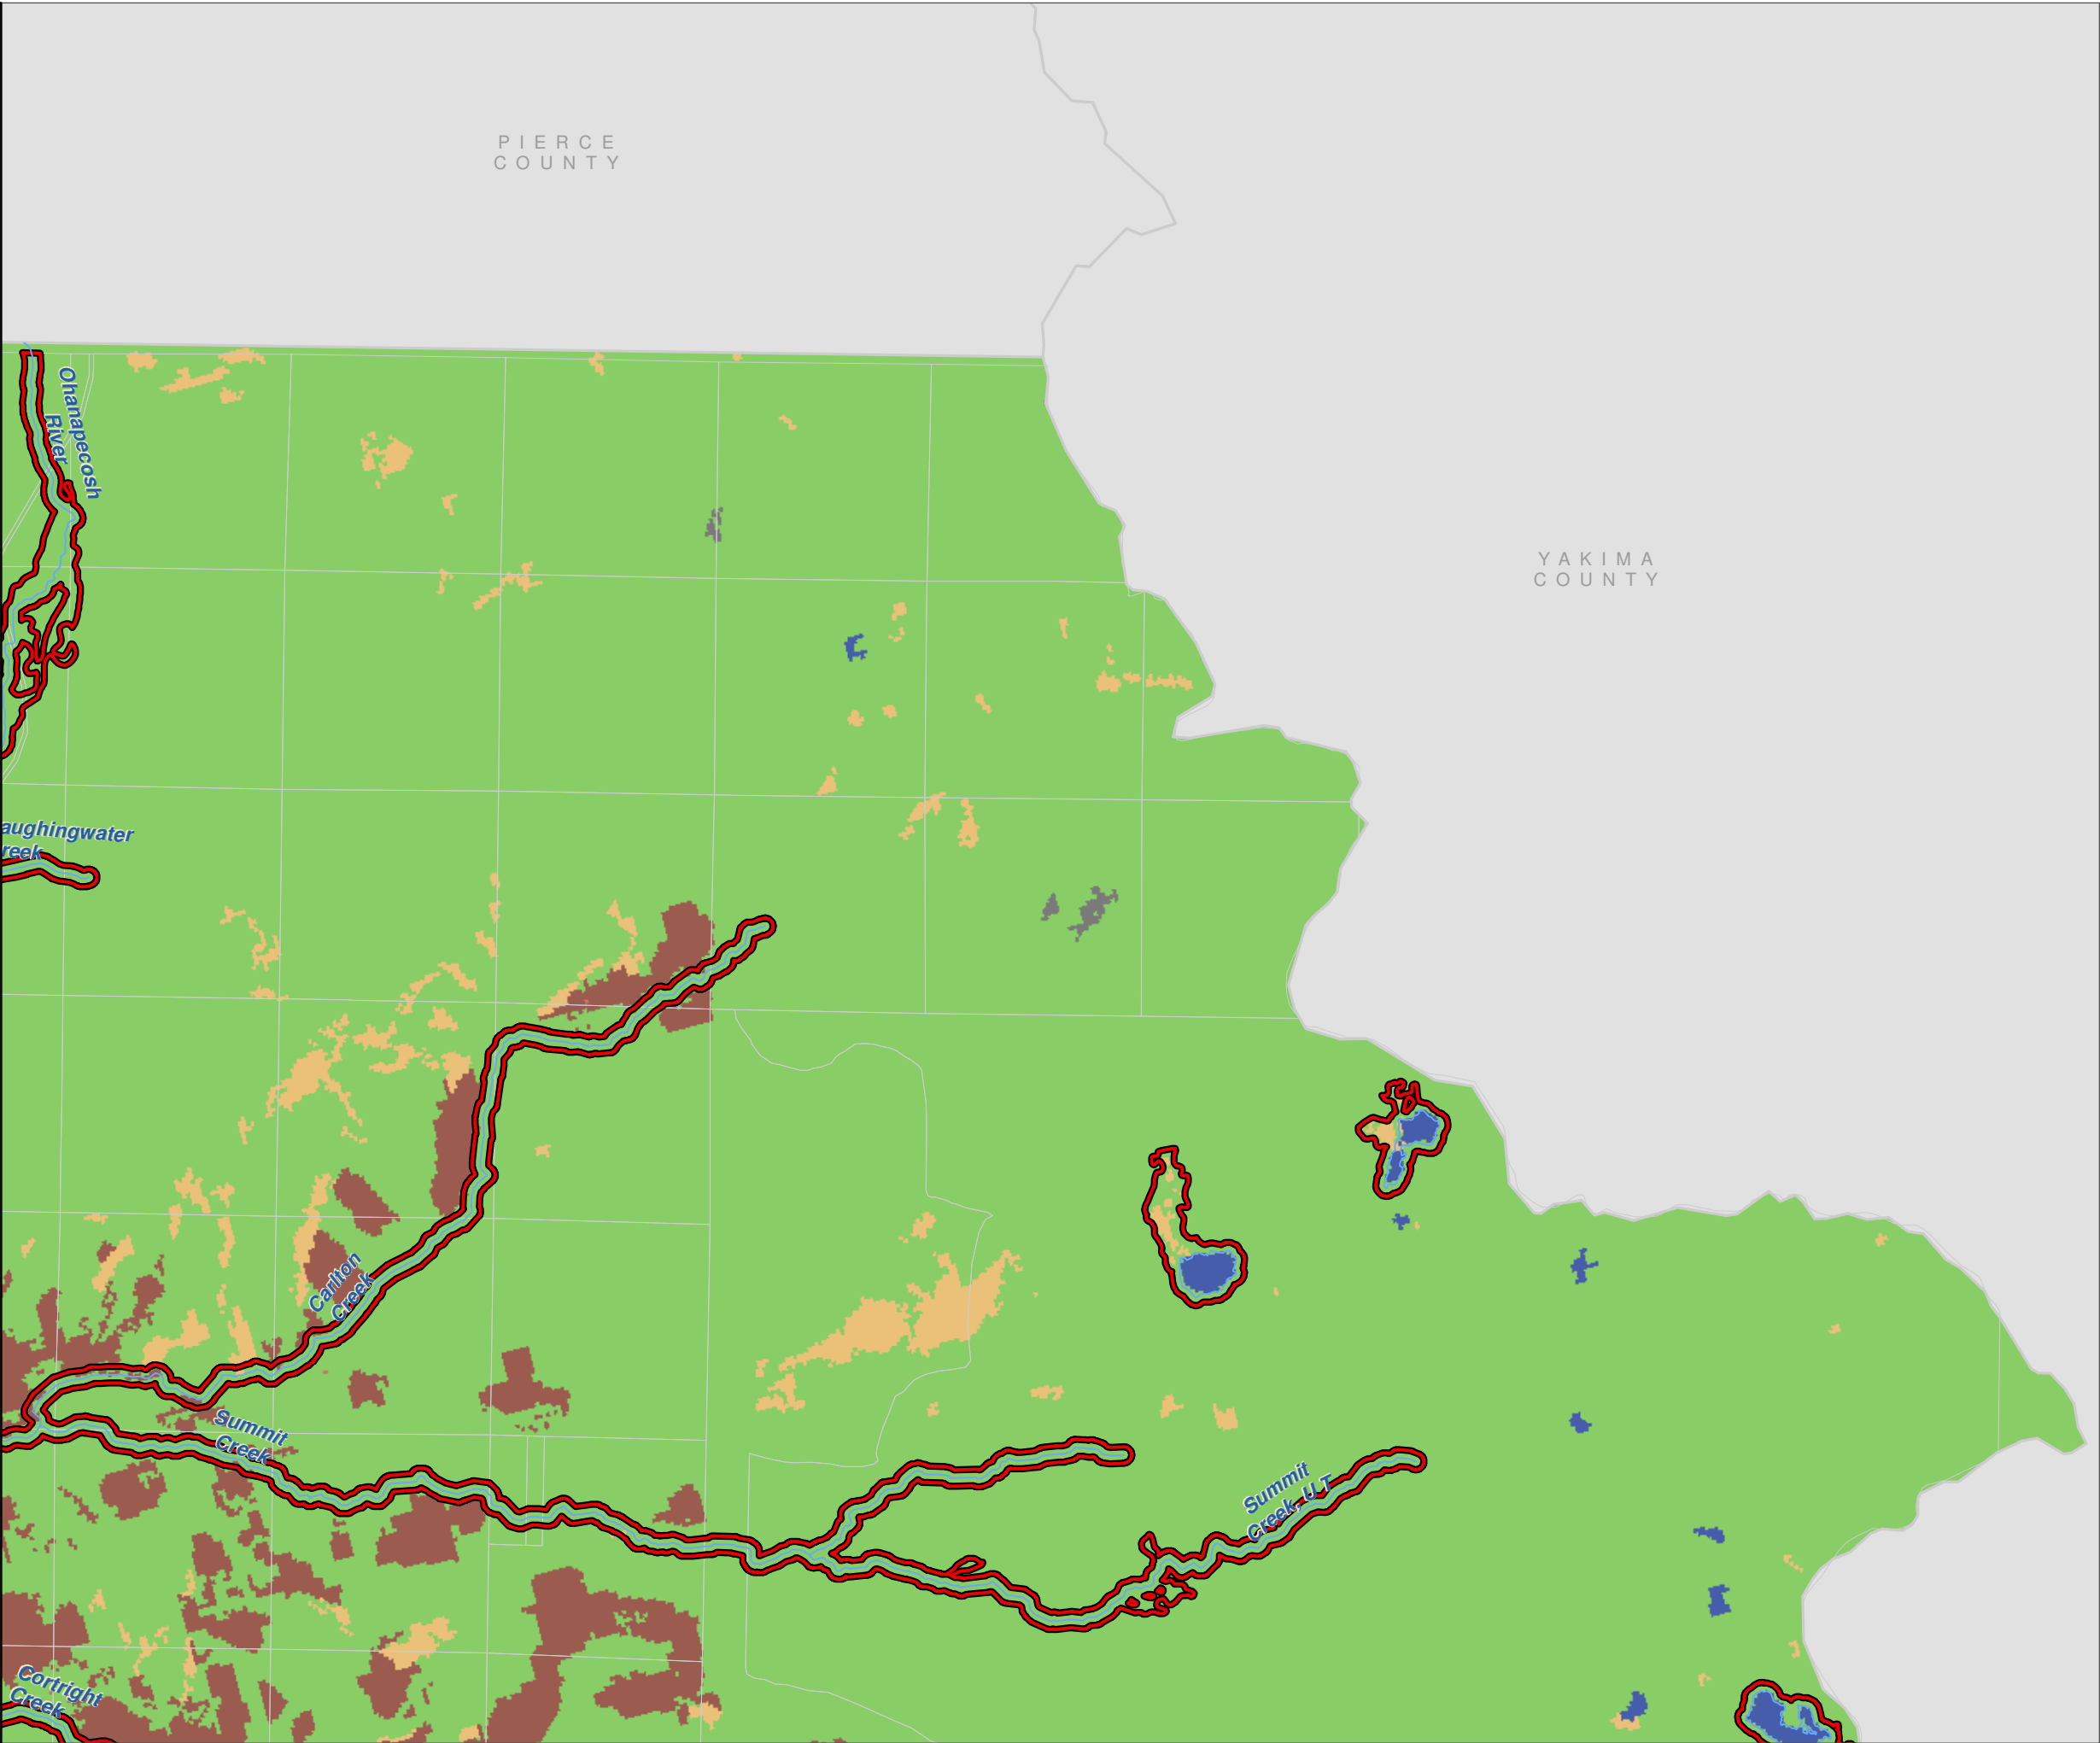 PIERCE
COUNTY
Ohanapecosh
River
YAKIMA
COUNTY
aughingwater
reek
Carlton
Creek
Summit
Creek
Summit
Creek, U.T
Cortright
Creek